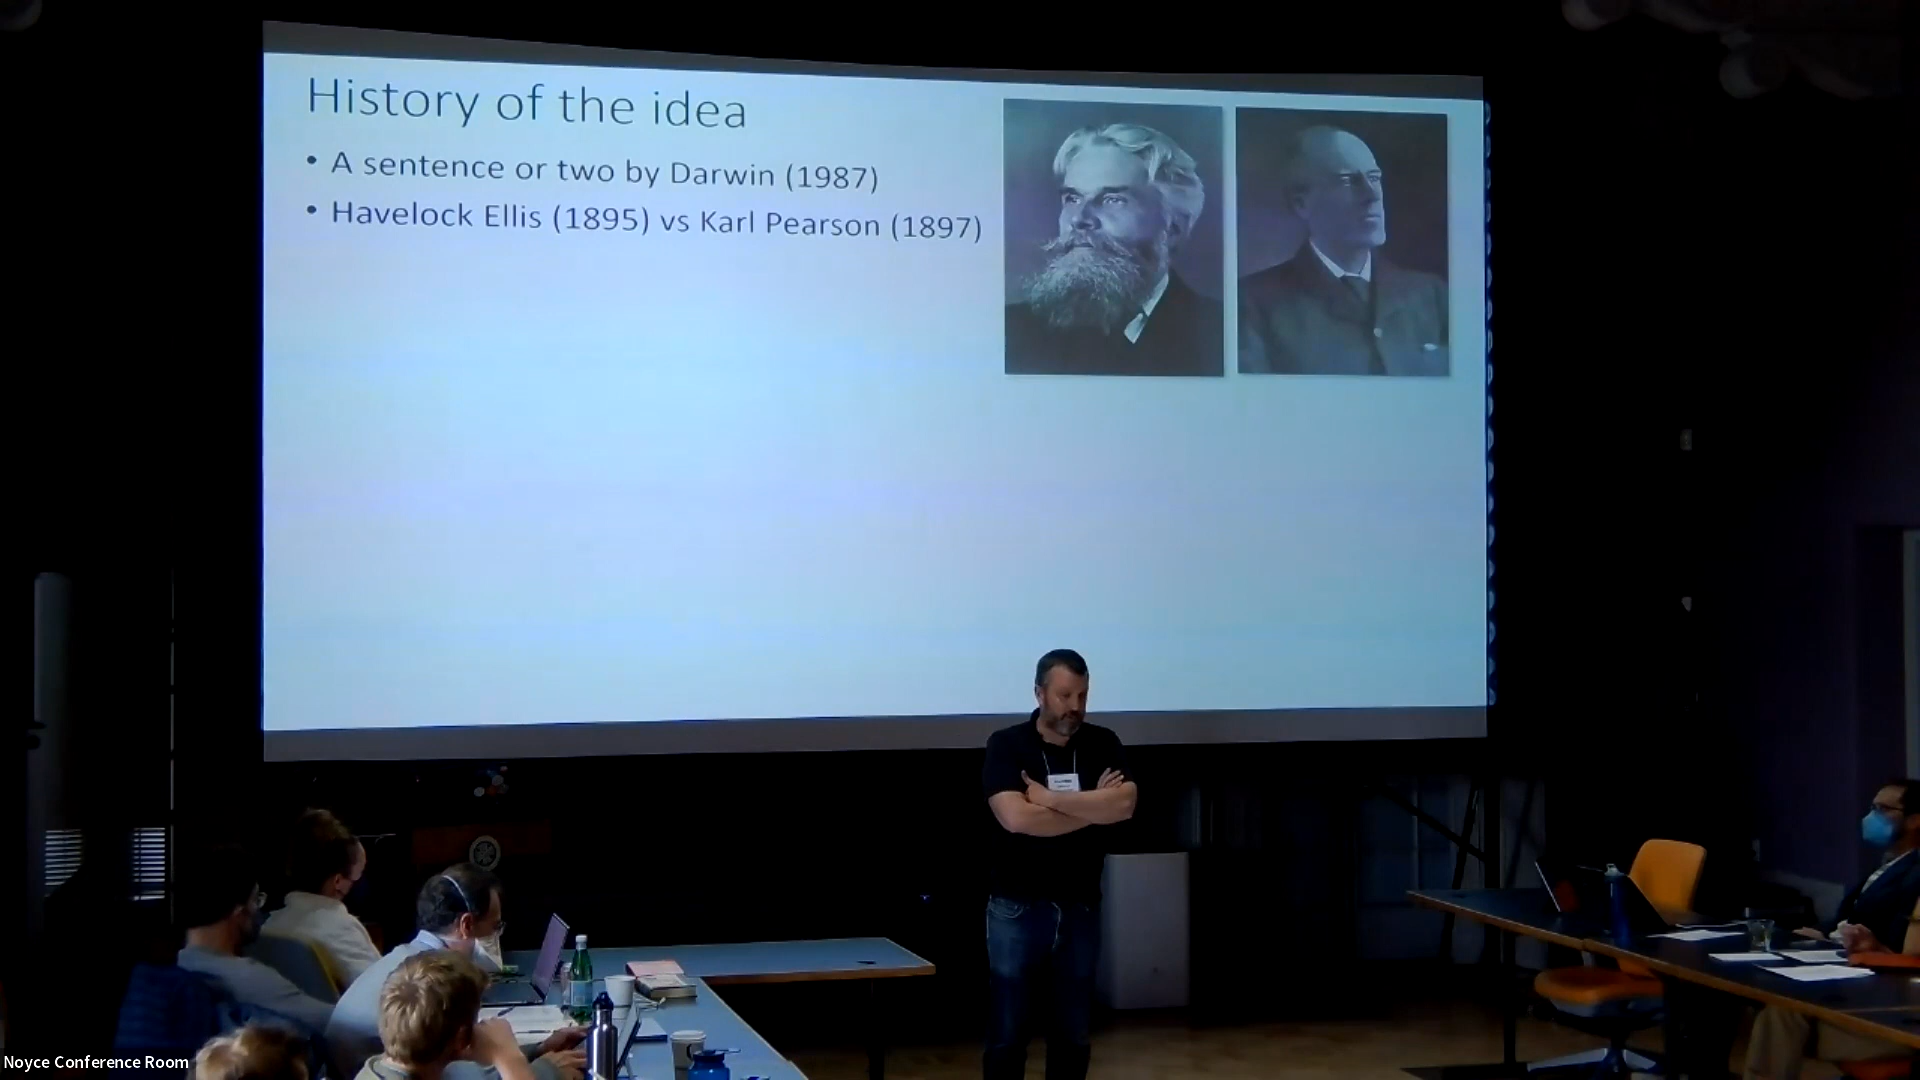 History of the idea
• A sentence or two by Darwin (1987)
• Havelock Ellis (1895) vs Karl Pearson (1897)
Noyce Conference Room